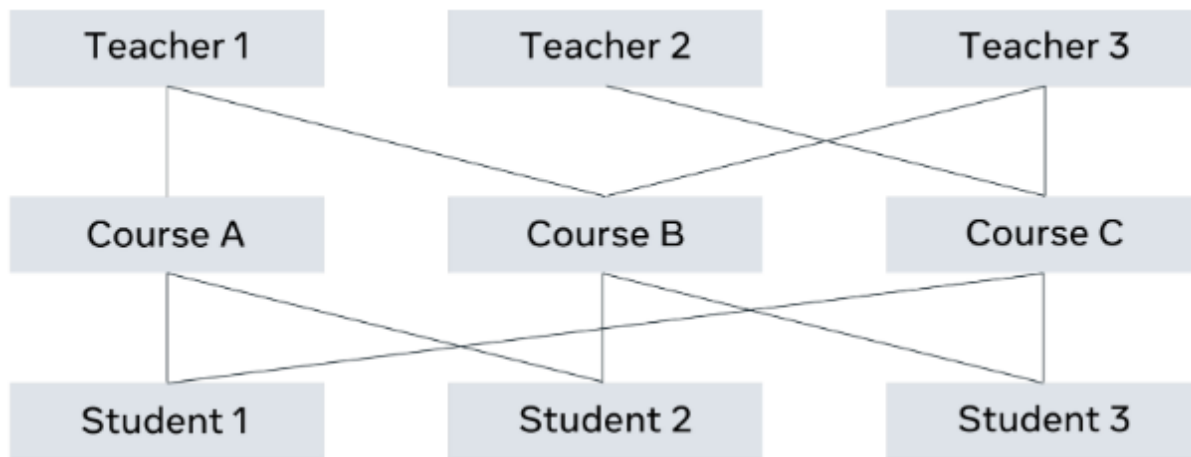 Teacher 1
Teacher 2
Teacher 3
Course A
Course B
Course C
Student 1
Student 2
Student 3